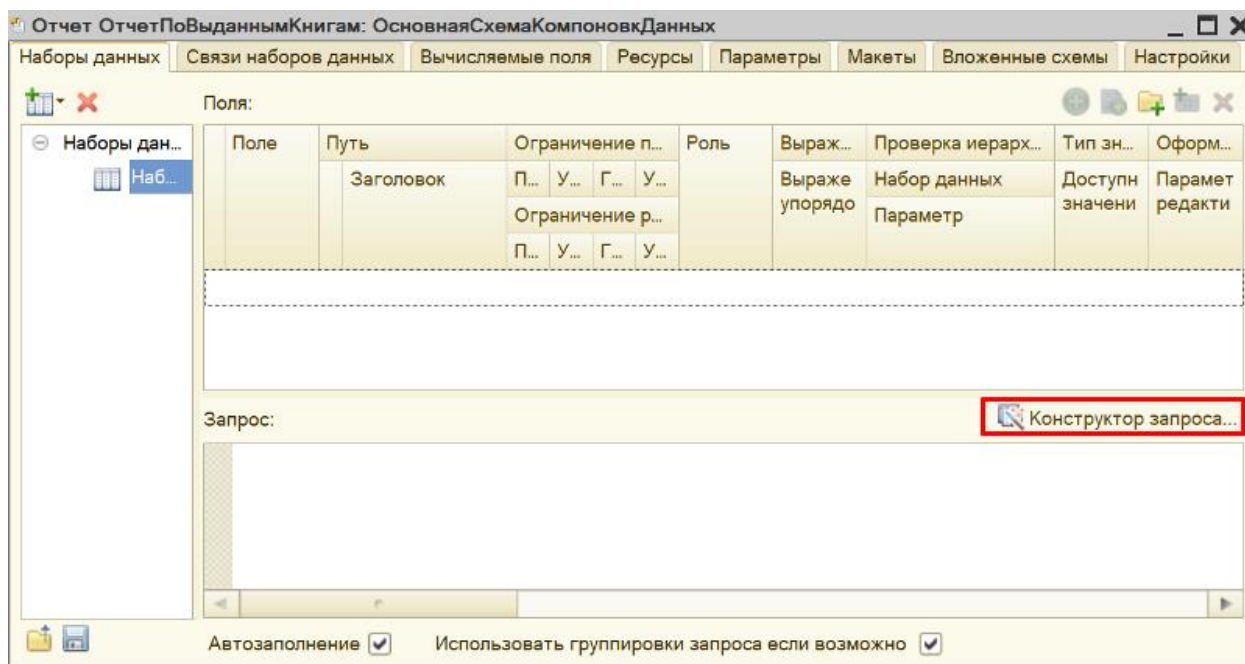 Отчет ОтчетПоВыданнымКнигам: ОсновнаяСхемаКомпоновкДанных
Наборы данных Связи наборов данных Вычисляемые поля Ресурсы Параметры Макеты Вложенные схемы Настройки
Поля:
Наборы дан...
Наб...
Поле Путь Ограничение п... Роль Выраж... Проверка иерарх... Тип зн... Оформ...
Заголовок П... У... Г... У... Выраже Набор данных Доступн Парамет
Ограничение р... упорядо Параметр значени редакти
П... У... Г... У...
Запрос: Конструктор запроса...
Автозаполнение Использовать группировки запроса если возможно